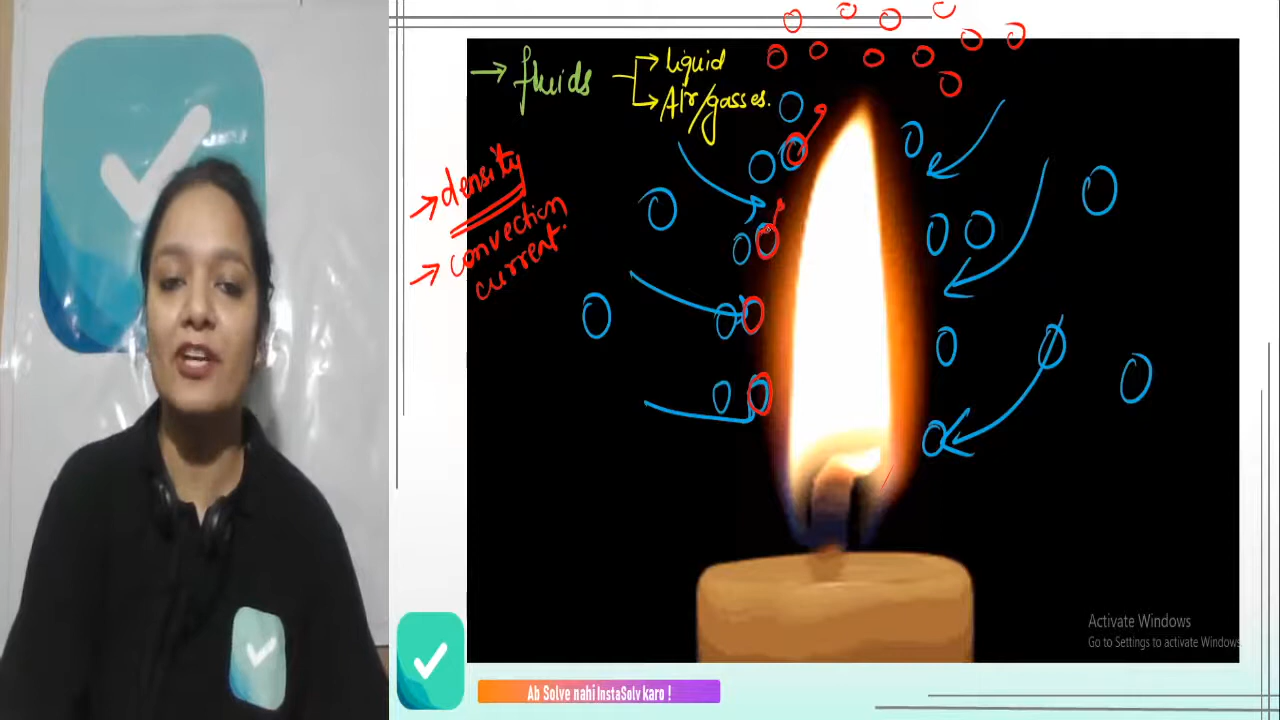 → fluids → liquid
→ Air/gasses.
→ density
→ convection
current.
Activate Windows
Go to Settings to activate Windows
Ab Solve nahi InstaSolv karo !